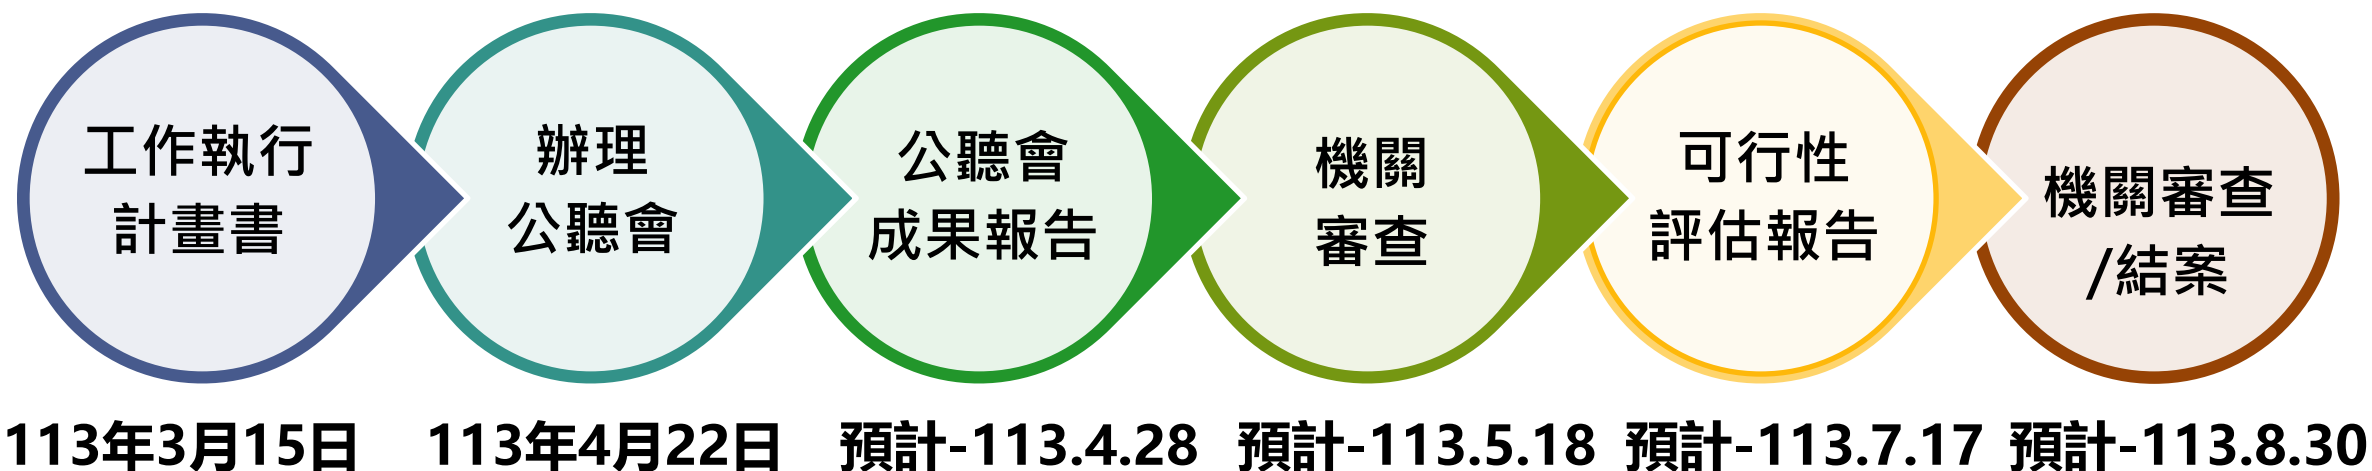 工作執行
計畫書
辦理
公聽會
公聽會
成果報告
機關
審查
可行性
評估報告
機關審查
/結案
113年3月15日
113年4月22日
預計-113.4.28
預計-113.5.18
預計-113.7.17
預計-113.8.30